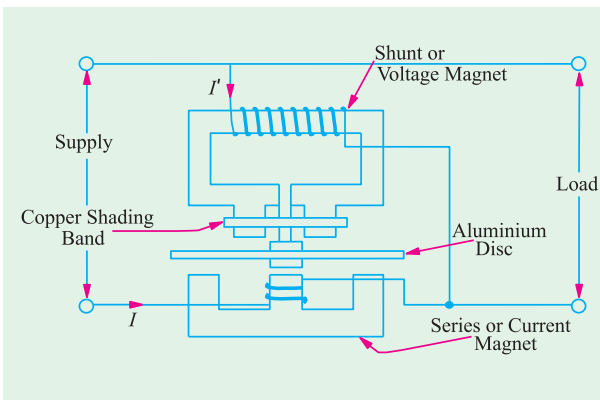 Shunt or
Voltage Magnet
I′
Supply
Load
Copper Shading
Band
Aluminium
Disc
I
Series or Current
Magnet